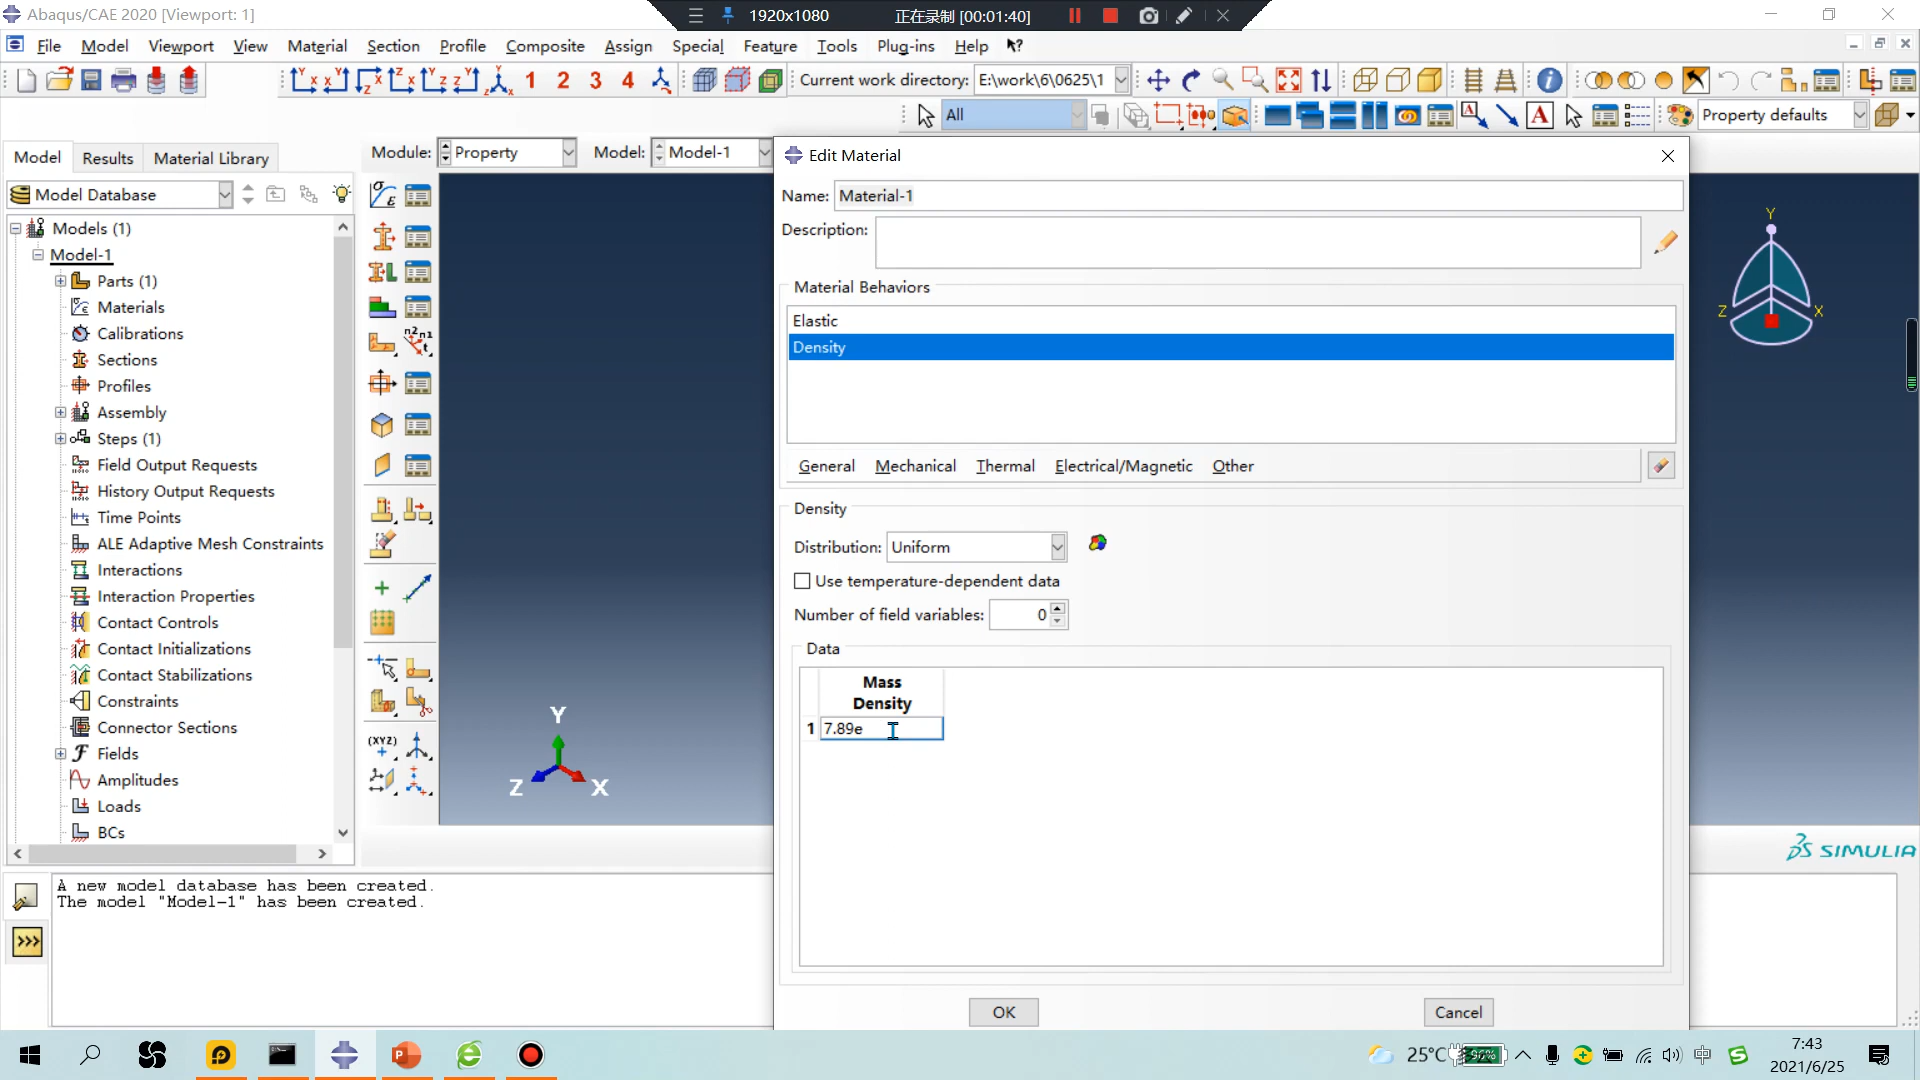 Abaqus/CAE 2020 [Viewport: 1]
1920x1080
正在录制 [00:01:40]
File Model Viewport View Material Section Profile Composite Assign Special Feature Tools Plug-ins Help
1 2 3 4
Current work directory: E:\work\6\0625\1
All
Property defaults
Model Results Material Library
Module: Property Model: Model-1
Model Database
Models (1)
Model-1
Parts (1)
Materials
Calibrations
Sections
Profiles
Assembly
Steps (1)
Field Output Requests
History Output Requests
Time Points
ALE Adaptive Mesh Constraints
Interactions
Interaction Properties
Contact Controls
Contact Initializations
Contact Stabilizations
Constraints
Connector Sections
Fields
Amplitudes
Loads
BCs
Y
Z X
Edit Material
Name: Material-1
Description:
Material Behaviors
Elastic
Density
General Mechanical Thermal Electrical/Magnetic Other
Density
Distribution: Uniform
Use temperature-dependent data
Number of field variables: 0
Data
Mass
Density
1 7.89e
OK Cancel
Y
Z X
SIMULIA
A new model database has been created.
The model "Model-1" has been created.
25°C 96% 中 7:43
2021/6/25